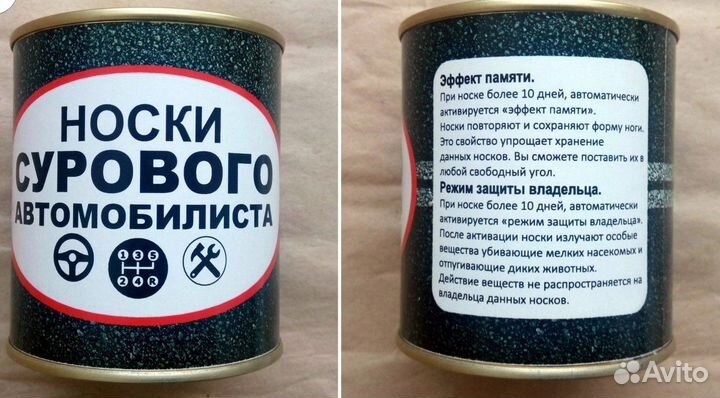 НОСКИ
СУРОВОГО
АВТОМОБИЛИСТА
1 3 5
2 4 R
Эффект памяти.
При носке более 10 дней, автоматически
активируется «эффект памяти».
Носки повторяют и сохраняют форму ноги.
Это свойство упрощает хранение
данных носков. Вы сможете поставить их в
любой свободный угол.
Режим защиты владельца.
При носке более 10 дней, автоматически
активируется «режим защиты владельца».
После активации носки излучают особые
вещества убивающие мелких насекомых и
отпугивающие диких животных.
Действие веществ не распространяется на
владельца данных носков.
Avito